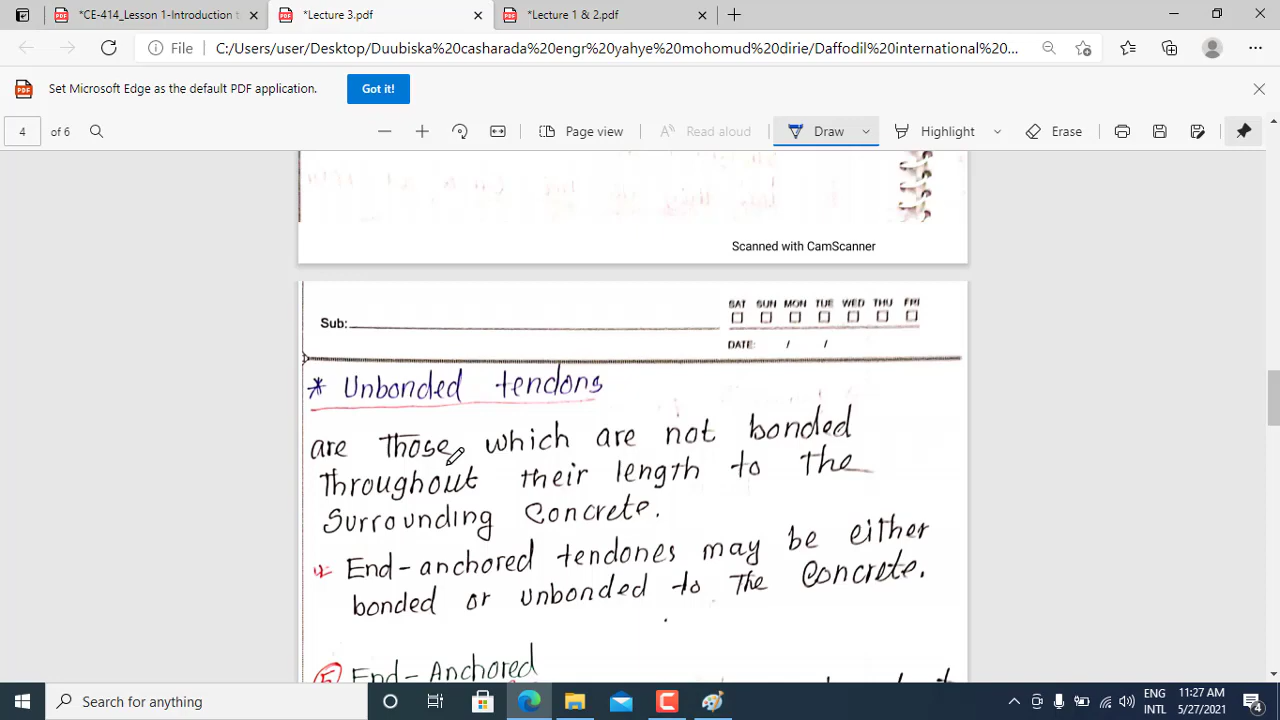 *CE-414_Lesson 1-Introduction t
*Lecture 3.pdf
*Lecture 1 & 2.pdf
File
C:/Users/user/Desktop/Duubiska%20casharada%20engr%20yahye%20mohomud%20dirie/Daffodil%20international%20...
Set Microsoft Edge as the default PDF application.
Got it!
4 of 6
Page view
Read aloud
Draw
Highlight
Erase
Scanned with CamScanner
SAT SUN MON TUE WED THU FRI
Sub:
DATE: / /
* Unbonded tendons
are those which are not bonded
throughout their length to the
surrounding concrete.
* End-anchored tendones may be either
bonded or unbonded to the concrete.
5 End-Anchored
Search for anything
ENG
INTL
11:27 AM
5/27/2021
4